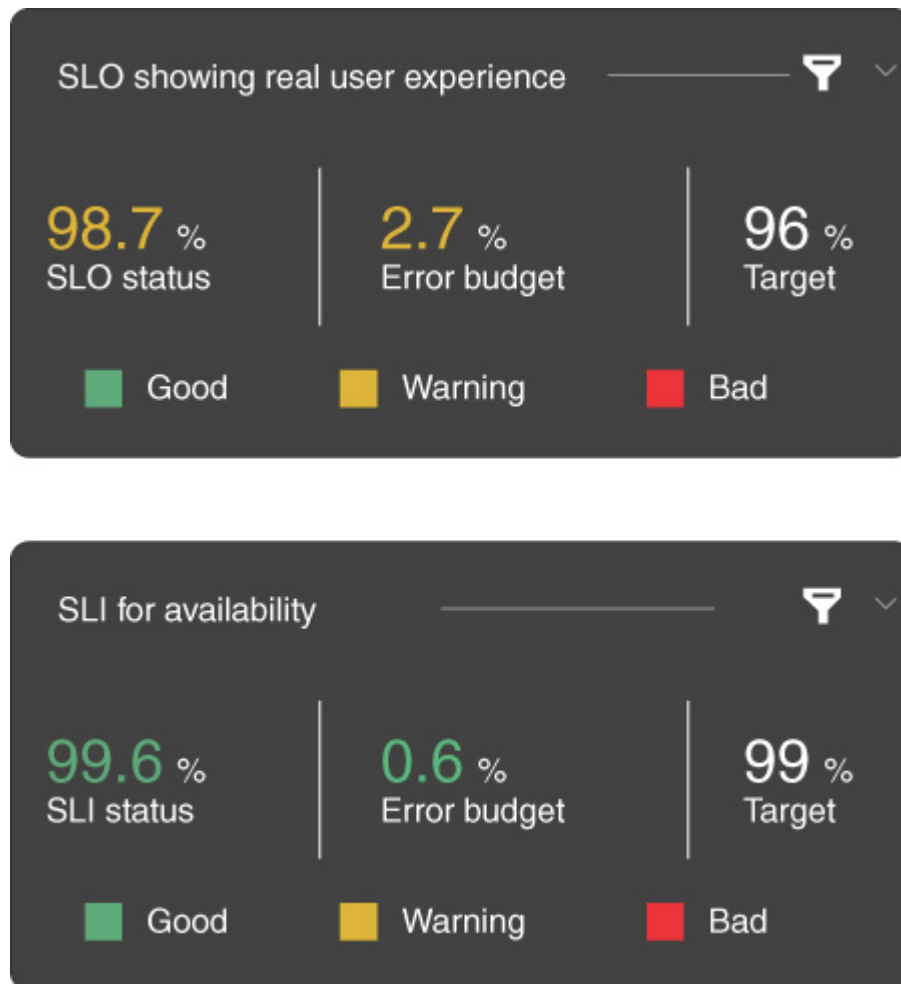 SLO showing real user experience
98.7 % 2.7 % 96 %
SLO status Error budget Target
Good Warning Bad
SLI for availability
99.6 % 0.6 % 99 %
SLI status Error budget Target
Good Warning Bad